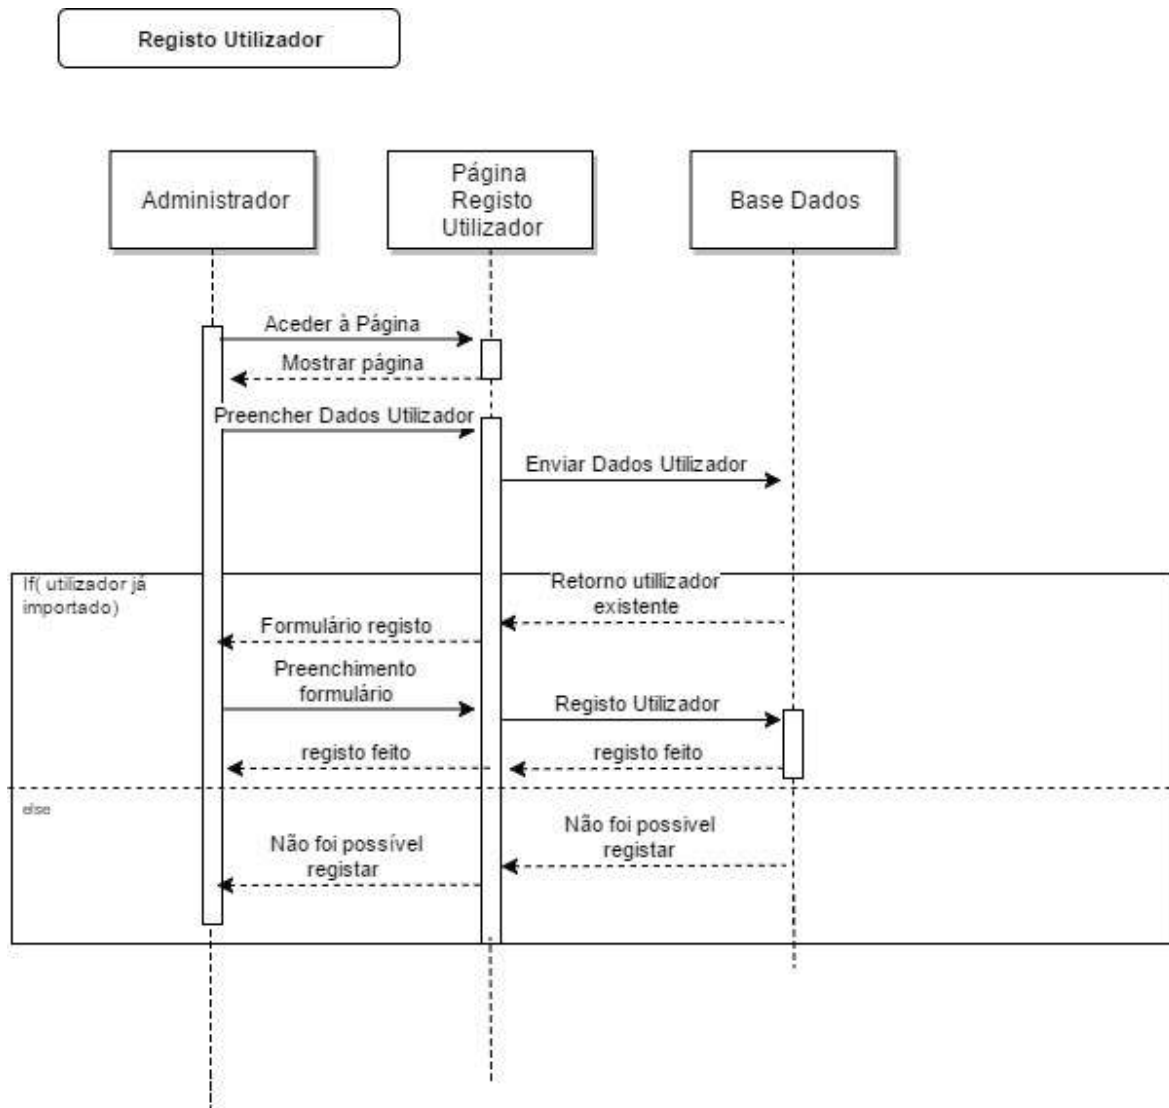 Registo Utilizador
Administrador
Página
Registo
Utilizador
Base Dados
Aceder à Página
Mostrar página
Preencher Dados Utilizador
Enviar Dados Utilizador
If( utilizador já
importado)
Retorno utillizador
existente
Formulário registo
Preenchimento
formulário
Registo Utilizador
registo feito
registo feito
else
Não foi possivel
registar
Não foi possível
registar